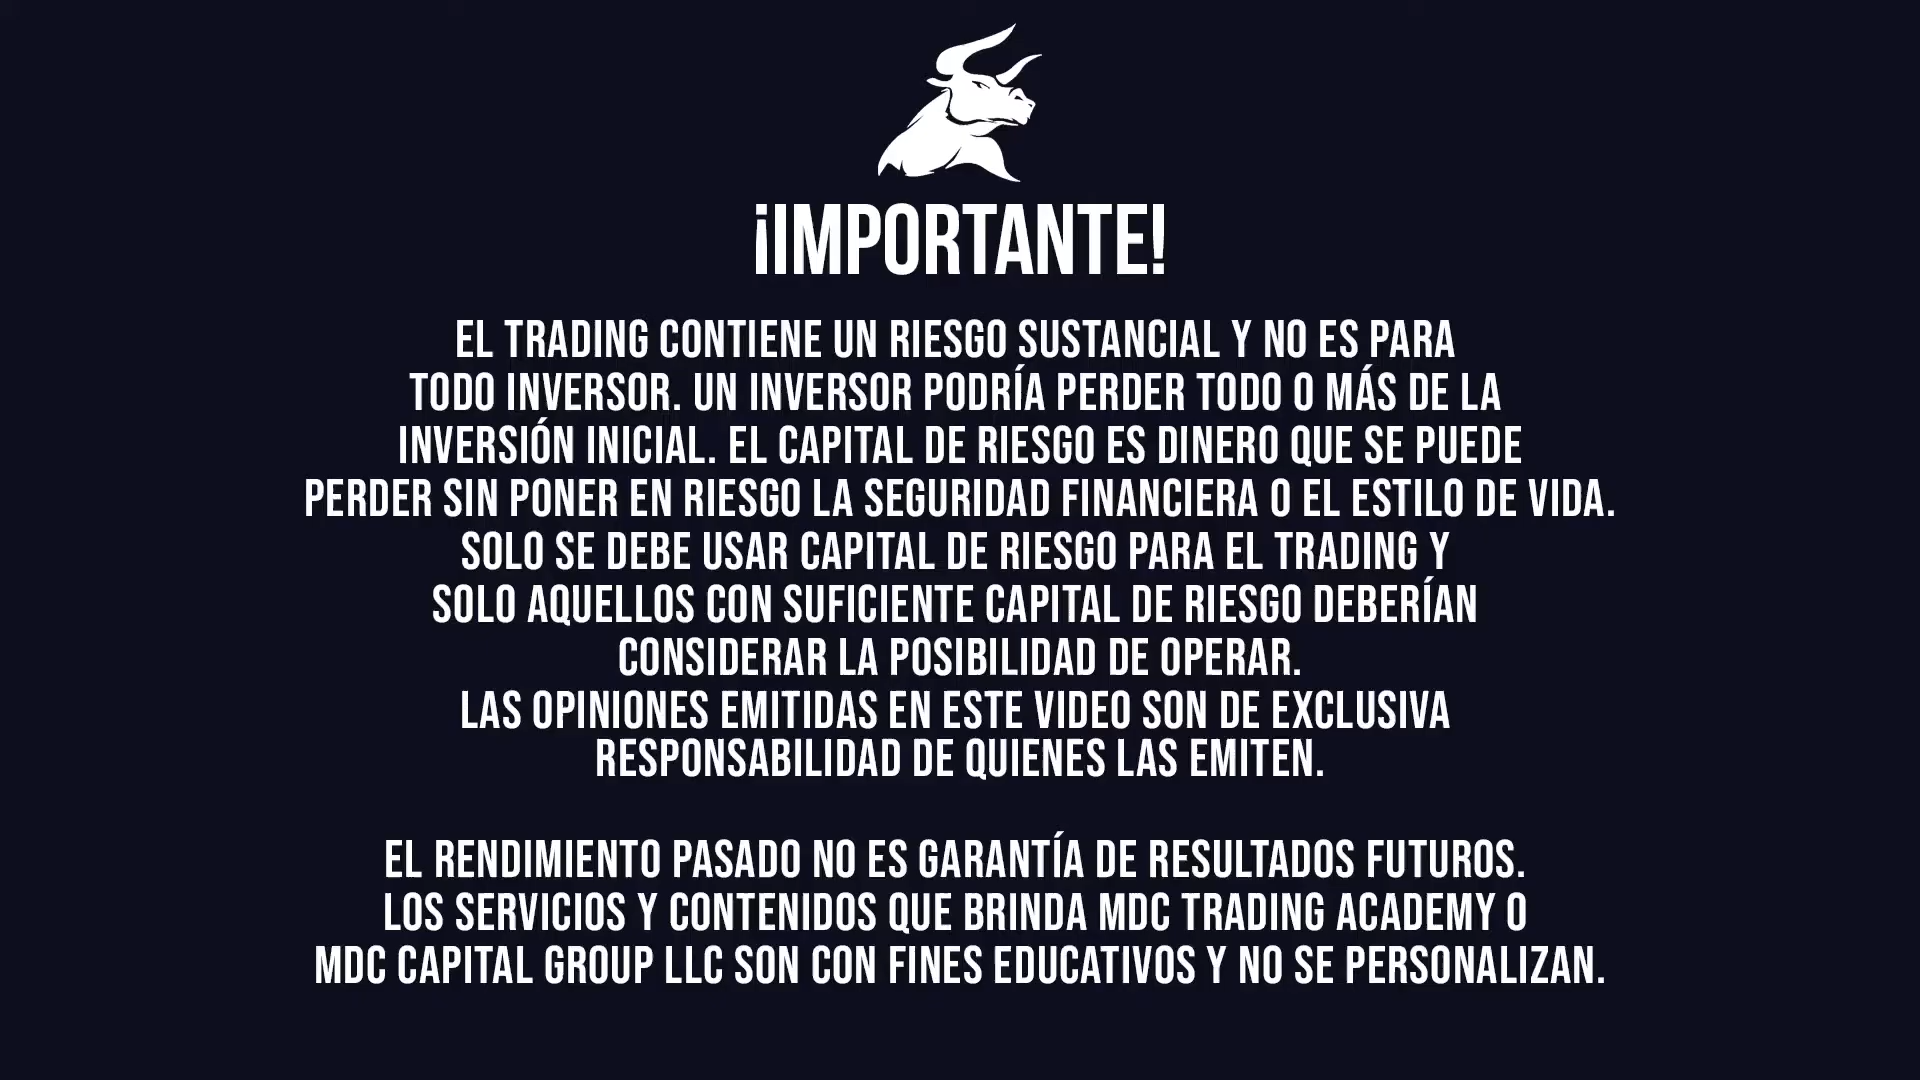 ¡IMPORTANTE!
EL TRADING CONTIENE UN RIESGO SUSTANCIAL Y NO ES PARA
TODO INVERSOR. UN INVERSOR PODRÍA PERDER TODO O MÁS DE LA
INVERSIÓN INICIAL. EL CAPITAL DE RIESGO ES DINERO QUE SE PUEDE
PERDER SIN PONER EN RIESGO LA SEGURIDAD FINANCIERA O EL ESTILO DE VIDA.
SOLO SE DEBE USAR CAPITAL DE RIESGO PARA EL TRADING Y
SOLO AQUELLOS CON SUFICIENTE CAPITAL DE RIESGO DEBERÍAN
CONSIDERAR LA POSIBILIDAD DE OPERAR.
LAS OPINIONES EMITIDAS EN ESTE VIDEO SON DE EXCLUSIVA
RESPONSABILIDAD DE QUIENES LAS EMITEN.
EL RENDIMIENTO PASADO NO ES GARANTÍA DE RESULTADOS FUTUROS.
LOS SERVICIOS Y CONTENIDOS QUE BRINDA MDC TRADING ACADEMY O
MDC CAPITAL GROUP LLC SON CON FINES EDUCATIVOS Y NO SE PERSONALIZAN.